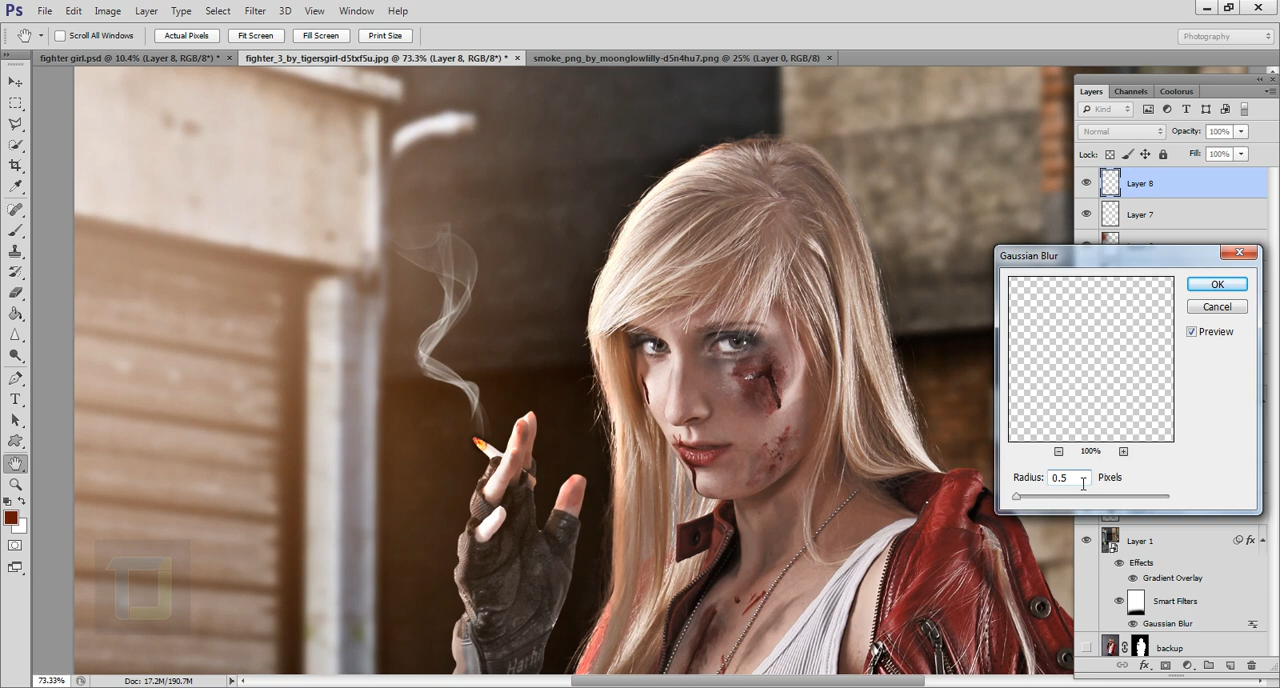 Ps File Edit Image Layer Type Select Filter 3D View Window Help
Scroll All Windows Actual Pixels Fit Screen Fill Screen Print Size Photography
fighter girl.psd @ 10.4% (Layer 8, RGB/8*) * × fighter_3_by_tigersgirl-d5txf5u.jpg @ 73.3% (Layer 8, RGB/8*) * × smoke_png_by_moonglowlilly-d5n4hu7.png @ 25% (Layer 0, RGB/8) ×
Layers Channels Coolorus
Kind
Normal Opacity: 100%
Lock: Fill: 100%
Layer 8
Layer 7
Gaussian Blur
OK
Cancel
Preview
100%
Radius: 0.5 Pixels
Layer 1 fx
Effects
Gradient Overlay
Smart Filters
Gaussian Blur
backup
73.33% Doc: 17.2M/190.7M